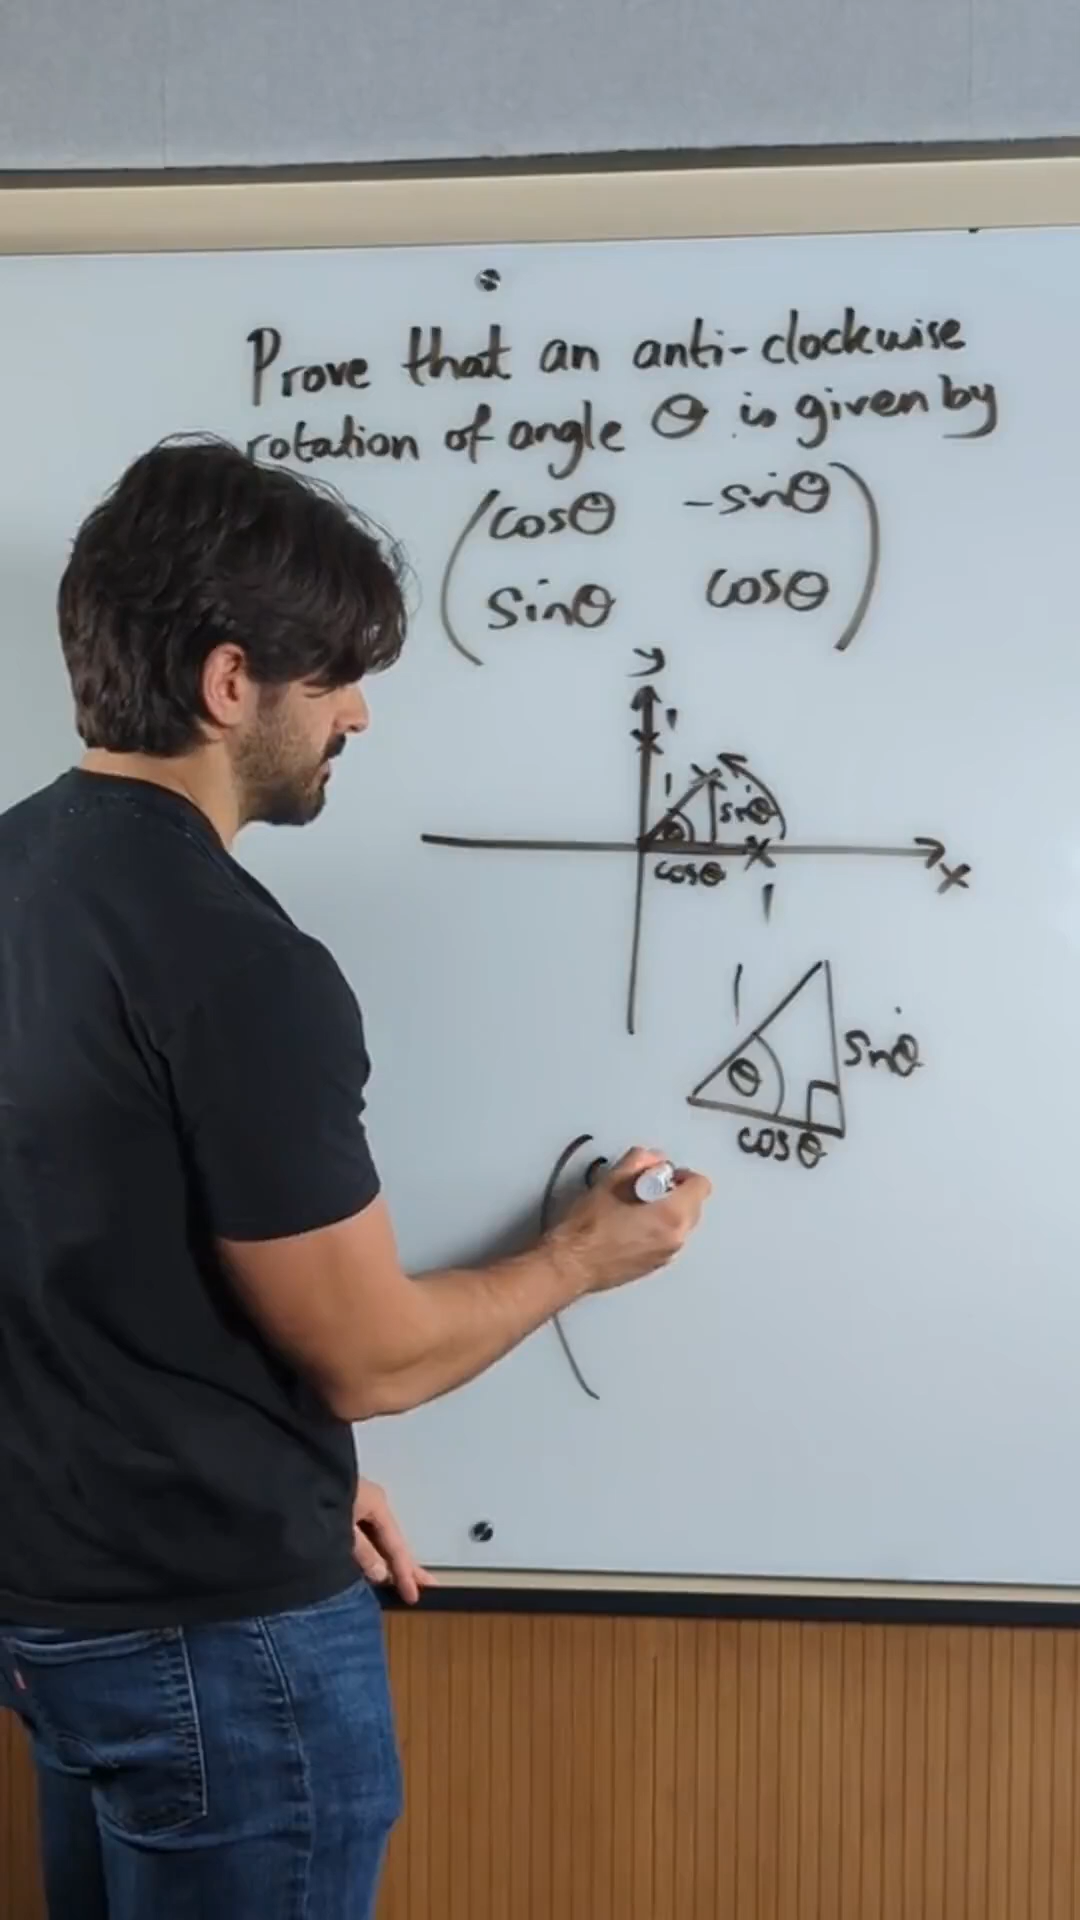 Prove that an anti-clockwise
rotation of angle θ is given by
( cosθ -sinθ )
( sinθ cosθ )
y
1
1
sinθ
θ
cosθ
x
1
1
sinθ
θ
cosθ
(